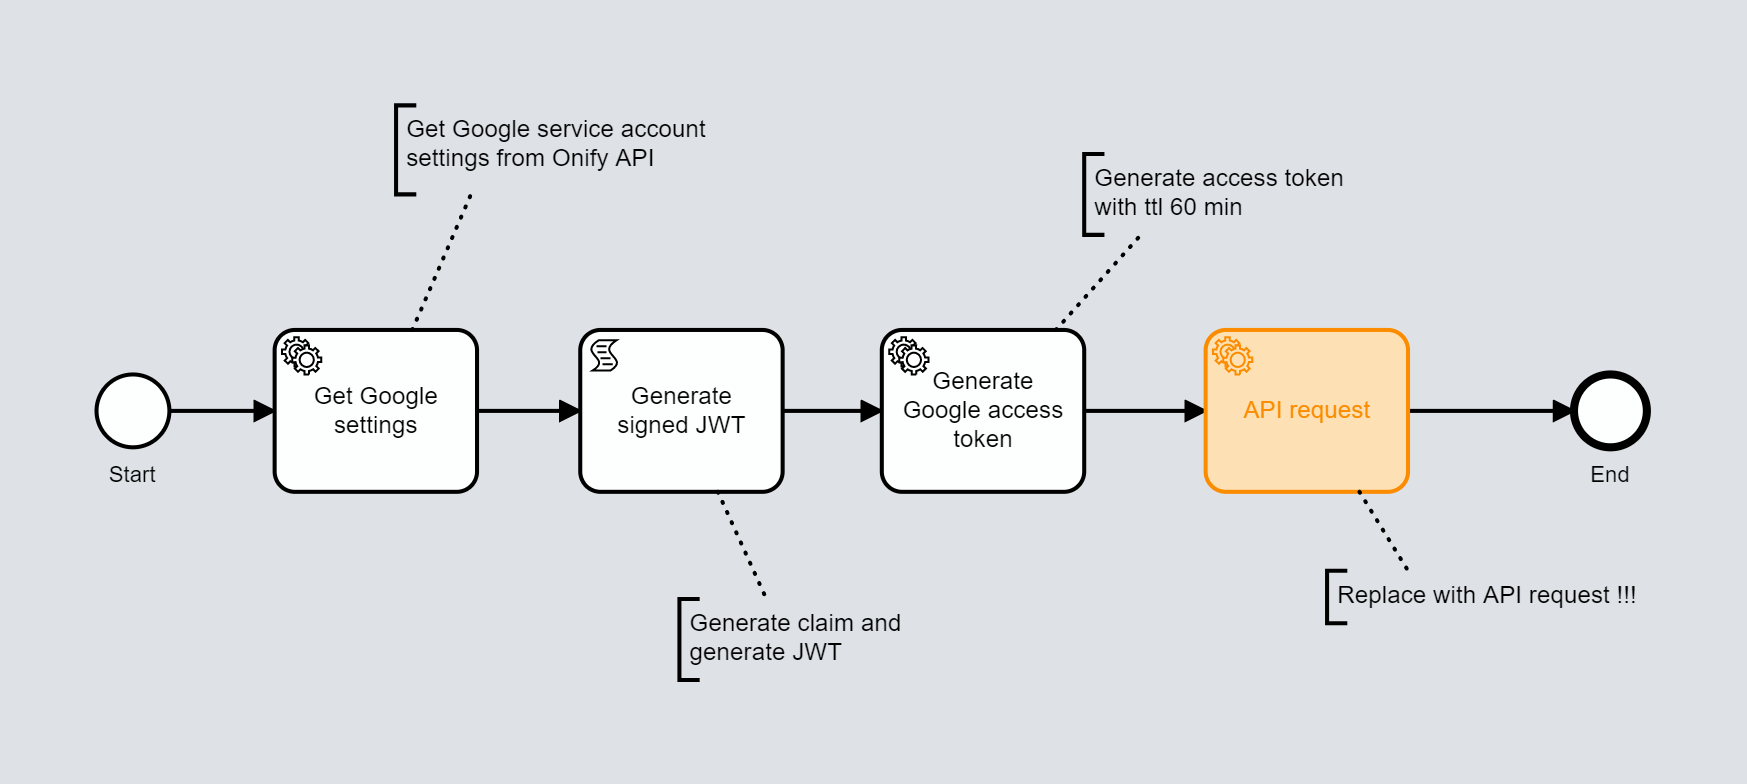 Get Google service account
settings from Onify API
Generate access token
with ttl 60 min
Start
Get Google
settings
Generate
signed JWT
Generate
Google access
token
API request
End
Generate claim and
generate JWT
Replace with API request !!!